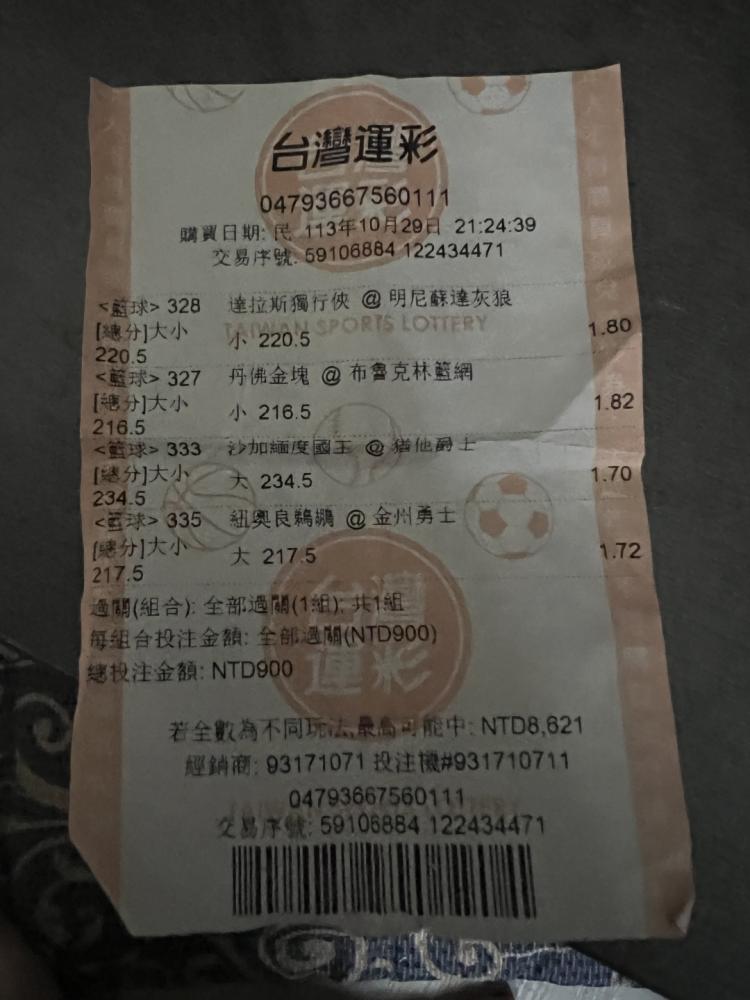 台灣運彩
04793667560111
購買日期: 民 113年10月29日 21:24:39
交易序號: 59106884 122434471
<籃球> 328 達拉斯獨行俠 @ 明尼蘇達灰狼
TAIWAN SPORTS LOTTERY
[總分]大小 小 220.5 1.80
220.5
<籃球> 327 丹佛金塊 @ 布魯克林籃網
[總分]大小 小 216.5 1.82
216.5
<籃球> 333 沙加緬度國王 @ 猶他爵士
[總分]大小 大 234.5 1.70
234.5
<籃球> 335 紐奧良鵜鶘 @ 金州勇士
[總分]大小 大 217.5 1.72
217.5
台灣運彩
過關(組合): 全部過關(1組); 共1組
每組合投注金額: 全部過關(NTD900)
總投注金額: NTD900
若全數為不同玩法,最高可能中: NTD8,621
經銷商: 93171071 投注機#931710711
04793667560111
交易序號: 59106884 122434471